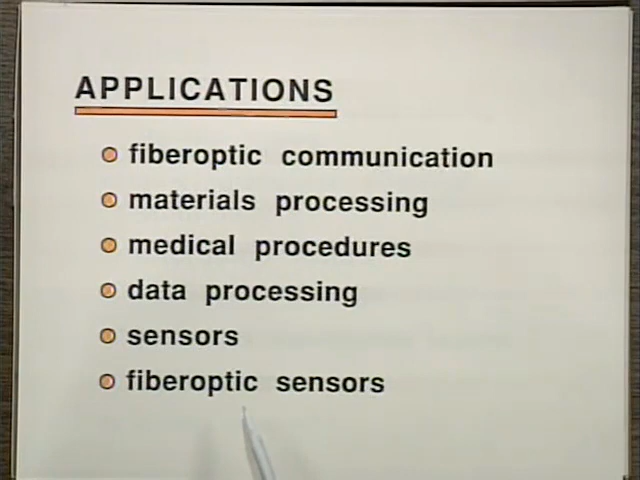 APPLICATIONS
fiberoptic communication
materials processing
medical procedures
data processing
sensors
fiberoptic sensors